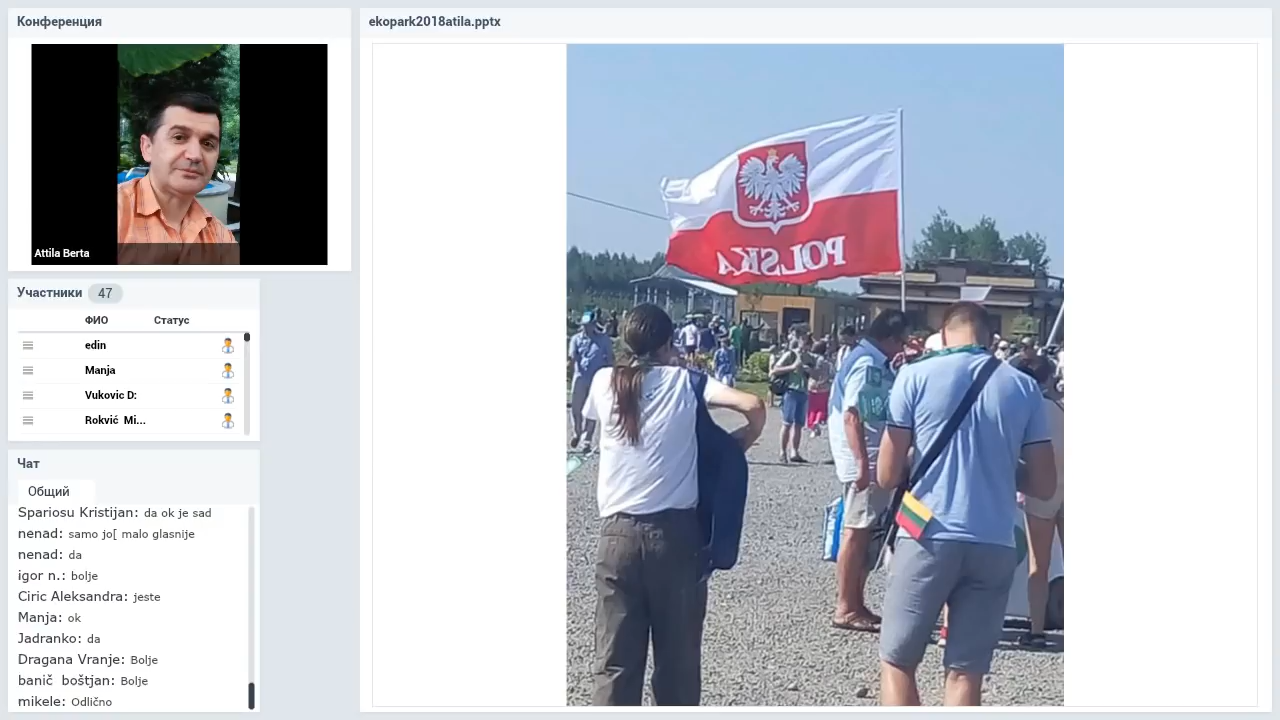 Конференция
Attila Berta
Участники 47
ФИО Статус
edin
Manja
Vukovic D:
Rokvić Mi...
Чат
Общий
Spariosu Kristijan: da ok je sad
nenad: samo jo[ malo glasnije
nenad: da
igor n.: bolje
Ciric Aleksandra: jeste
Manja: ok
Jadranko: da
Dragana Vranje: Bolje
banič boštjan: Bolje
mikele: Odlično
ekopark2018atila.pptx
POLSKA